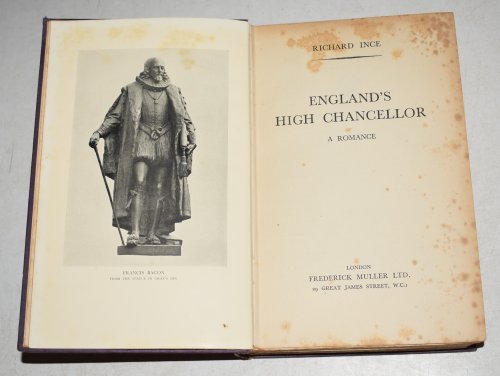 FRANCIS BACON
FROM THE STATUE IN GRAY'S INN
RICHARD INCE
ENGLAND'S
HIGH CHANCELLOR
A ROMANCE
LONDON
FREDERICK MULLER LTD.
29 GREAT JAMES STREET, W.C.1